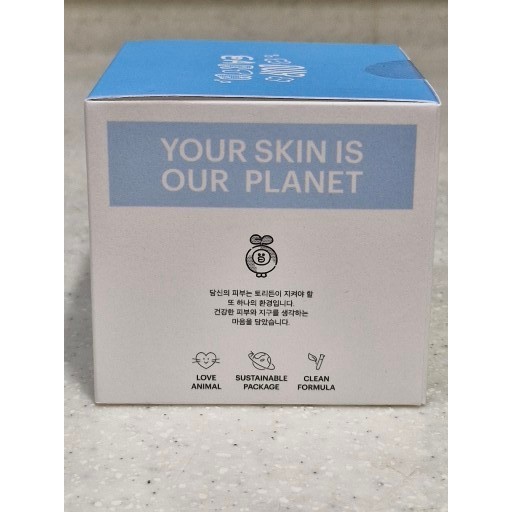 YOUR SKIN IS
OUR PLANET
당신의 피부는 토리든이 지켜야 할
또 하나의 환경입니다.
건강한 피부와 지구를 생각하는
마음을 담았습니다.
LOVE
ANIMAL
SUSTAINABLE
PACKAGE
CLEAN
FORMULA